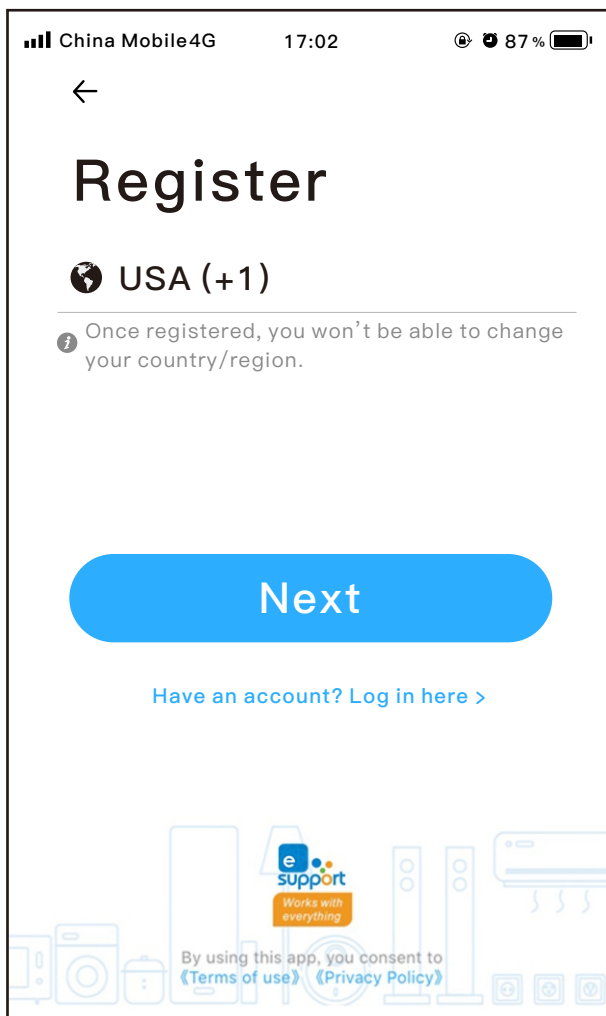 China Mobile4G 17:02 87%
Register
USA (+1)
Once registered, you won't be able to change
your country/region.
Next
Have an account? Log in here >
e
support
Works with
everything
By using this app, you consent to
《Terms of use》 《Privacy Policy》